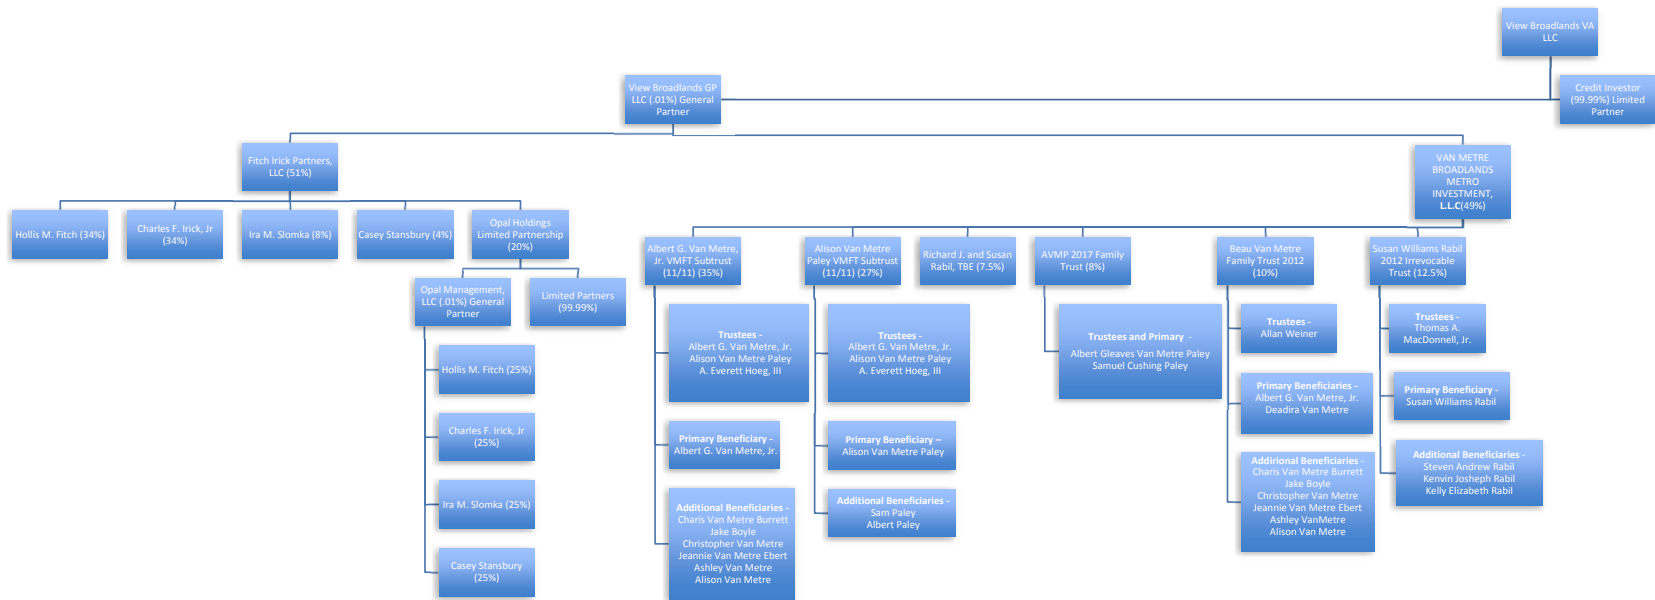 View Broadlands VA
LLC
View Broadlands GP
LLC (.01%) General
Partner
Credit Investor
(99.99%) Limited
Partner
Fitch Irick Partners,
LLC (51%)
VAN METRE
BROADLANDS
METRO
INVESTMENT,
L.L.C(49%)
Hollis M. Fitch (34%)
Charles F. Irick, Jr
(34%)
Ira M. Slomka (8%)
Casey Stansbury (4%)
Opal Holdings
Limited Partnership
(20%)
Opal Management,
LLC (.01%) General
Partner
Limited Partners
(99.99%)
Hollis M. Fitch (25%)
Charles F. Irick, Jr
(25%)
Ira M. Slomka (25%)
Casey Stansbury
(25%)
Albert G. Van Metre,
Jr. VMFT Subtrust
(11/11) (35%)
Trustees -
Albert G. Van Metre, Jr.
Alison Van Metre Paley
A. Everett Hoeg, III
Primary Beneficiary -
Albert G. Van Metre, Jr.
Additional Beneficiaries -
Charis Van Metre Burrett
Jake Boyle
Christopher Van Metre
Jeannie Van Metre Ebert
Ashley Van Metre
Alison Van Metre
Alison Van Metre
Paley VMFT Subtrust
(11/11) (27%)
Trustees -
Albert G. Van Metre, Jr.
Alison Van Metre Paley
A. Everett Hoeg, III
Primary Beneficiary –
Alison Van Metre Paley
Additional Beneficiaries -
Sam Paley
Albert Paley
Richard J. and Susan
Rabil, TBE (7.5%)
AVMP 2017 Family
Trust (8%)
Trustees and Primary -
Albert Gleaves Van Metre Paley
Samuel Cushing Paley
Beau Van Metre
Family Trust 2012
(10%)
Trustees -
Allan Weiner
Primary Beneficiaries -
Albert G. Van Metre, Jr.
Deadira Van Metre
Addirional Beneficiaries -
Charis Van Metre Burrett
Jake Boyle
Christopher Van Metre
Jeannie Van Metre Ebert
Ashley VanMetre
Alison Van Metre
Susan Williams Rabil
2012 Irrevocable
Trust (12.5%)
Trustees -
Thomas A.
MacDonnell, Jr.
Primary Beneficiary -
Susan Williams Rabil
Additional Beneficiaries -
Steven Andrew Rabil
Kenvin Josheph Rabil
Kelly Elizabeth Rabil